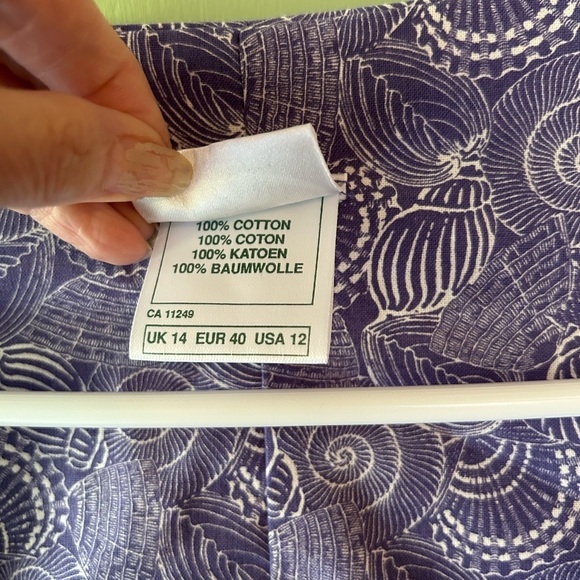 100% COTTON
100% COTON
100% KATOEN
100% BAUMWOLLE
CA 11249
UK 14 EUR 40 USA 12